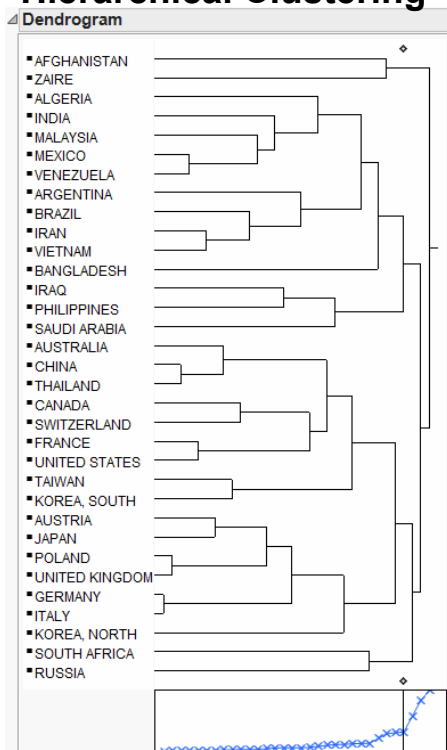 Hierarchical Clustering
Dendrogram
AFGHANISTAN
ZAIRE
ALGERIA
INDIA
MALAYSIA
MEXICO
VENEZUELA
ARGENTINA
BRAZIL
IRAN
VIETNAM
BANGLADESH
IRAQ
PHILIPPINES
SAUDI ARABIA
AUSTRALIA
CHINA
THAILAND
CANADA
SWITZERLAND
FRANCE
UNITED STATES
TAIWAN
KOREA, SOUTH
AUSTRIA
JAPAN
POLAND
UNITED KINGDOM
GERMANY
ITALY
KOREA, NORTH
SOUTH AFRICA
RUSSIA